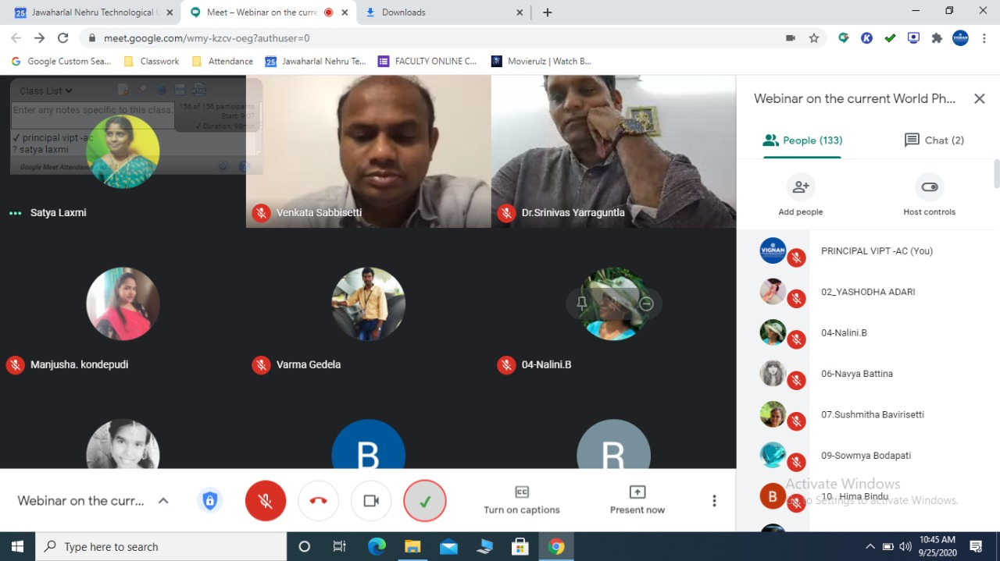 Jawaharlal Nehru Technological U
Meet – Webinar on the curre
Downloads
meet.google.com/wmy-kzcv-oeg?authuser=0
Google Custom Sea...
Classwork
Attendance
Jawaharlal Nehru Te...
FACULTY ONLINE C...
Movierulz | Watch B...
Class List
Enter any notes specific to this class.
156 of 156 participants
Start: 9:07
✓ Duration: 98min
✓ principal vipt -ac
? satya laxmi
Google Meet Attendance -
Satya Laxmi
Venkata Sabbisetti
Dr.Srinivas Yarraguntla
Manjusha. kondepudi
Varma Gedela
04-Nalini.B
B
R
Webinar on the current World Ph...
People (133)
Chat (2)
Add people
Host controls
VIGNAN
PRINCIPAL VIPT -AC (You)
02_YASHODHA ADARI
04-Nalini.B
06-Navya Battina
07.Sushmitha Bavirisetti
09-Sowmya Bodapati
B
10 . Hima Bindu
Activate Windows
Go to Settings to activate Windows.
Webinar on the curr...
Turn on captions
Present now
Type here to search
10:45 AM
9/25/2020